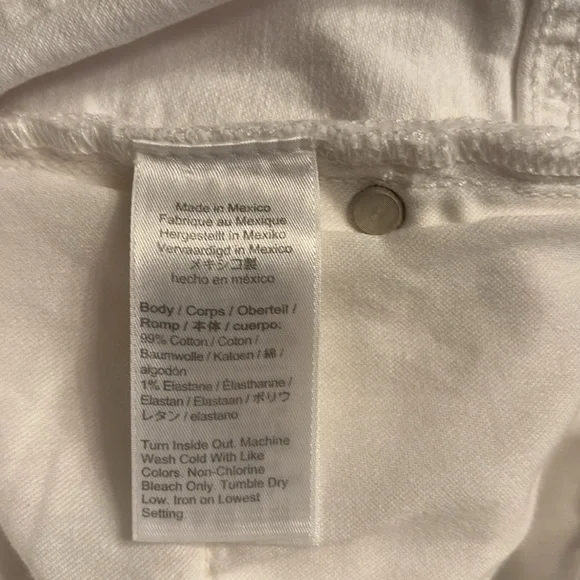 Made in Mexico
Fabriqué au Mexique
Hergestellt in Mexiko
Vervaardigd in Mexico
メキシコ製
hecho en méxico
Body / Corps / Oberteil /
Romp / 本体 / cuerpo:
99% Cotton / Coton /
Baumwolle / Katoen / 綿 /
algodón
1% Elastane / Élasthanne /
Elastan / Elastaan / ポリウ
レタン / elastano
Turn Inside Out. Machine
Wash Cold With Like
Colors. Non-Chlorine
Bleach Only. Tumble Dry
Low. Iron on Lowest
Setting.